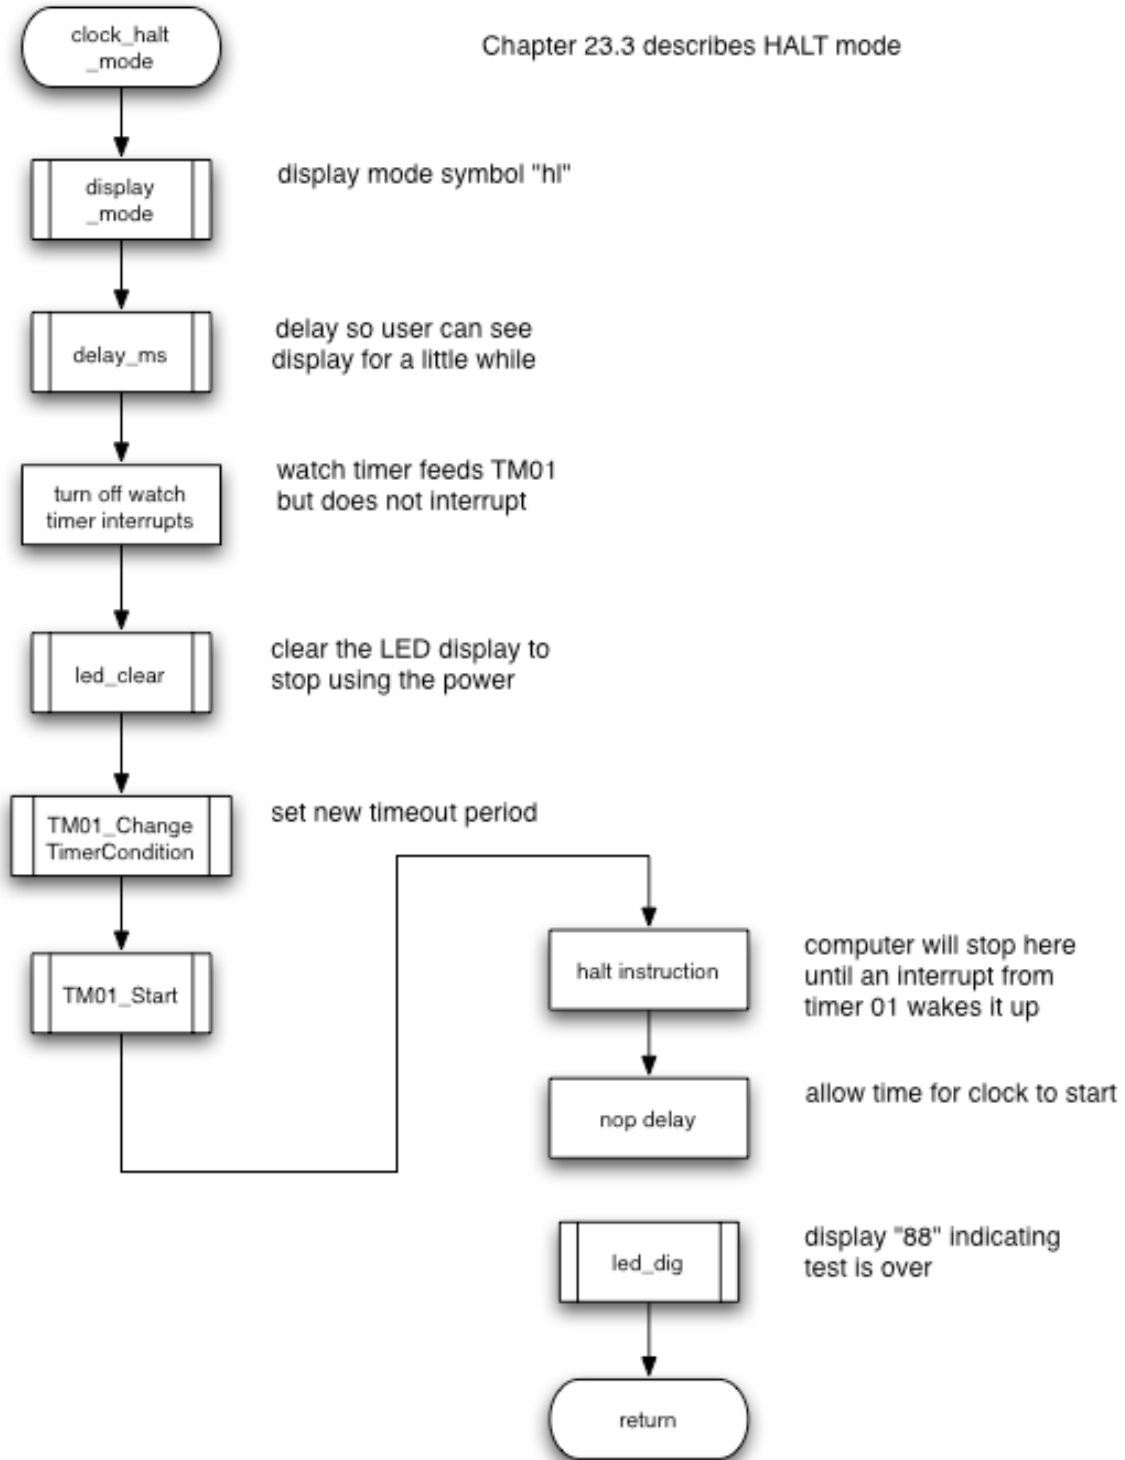 clock_halt
_mode
Chapter 23.3 describes HALT mode
display
_mode
display mode symbol "hl"
delay_ms
delay so user can see
display for a little while
turn off watch
timer interrupts
watch timer feeds TM01
but does not interrupt
led_clear
clear the LED display to
stop using the power
TM01_Change
TimerCondition
set new timeout period
TM01_Start
halt instruction
computer will stop here
until an interrupt from
timer 01 wakes it up
nop delay
allow time for clock to start
led_dig
display "88" indicating
test is over
return